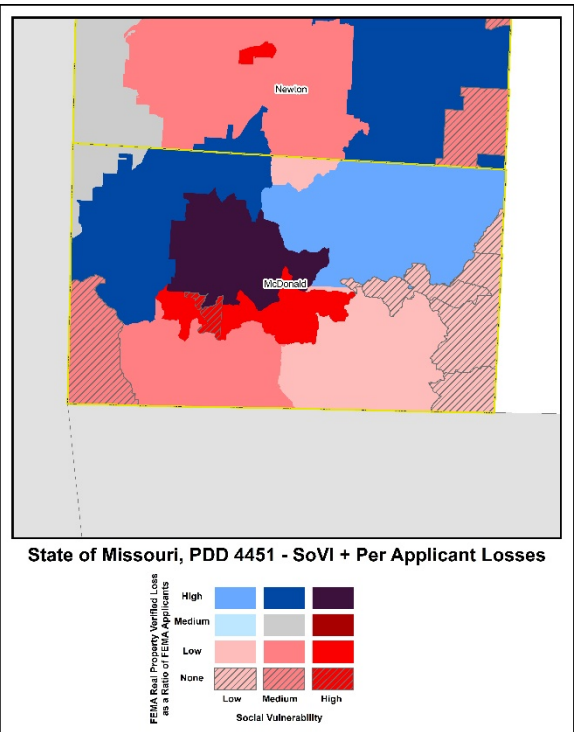 Newton
McDonald
State of Missouri, PDD 4451 - SoVI + Per Applicant Losses
FEMA Real Property Verified Loss
as a Ratio of FEMA Applicants
High
Medium
Low
None
Low Medium High
Social Vulnerability